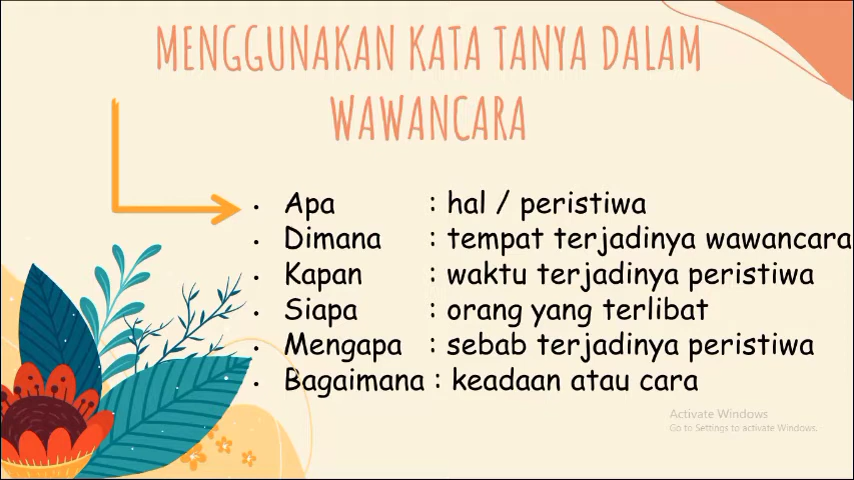 MENGGUNAKAN KATA TANYA DALAM
WAWANCARA
• Apa : hal / peristiwa
• Dimana : tempat terjadinya wawancara
• Kapan : waktu terjadinya peristiwa
• Siapa : orang yang terlibat
• Mengapa : sebab terjadinya peristiwa
• Bagaimana : keadaan atau cara
Activate Windows
Go to Settings to activate Windows.